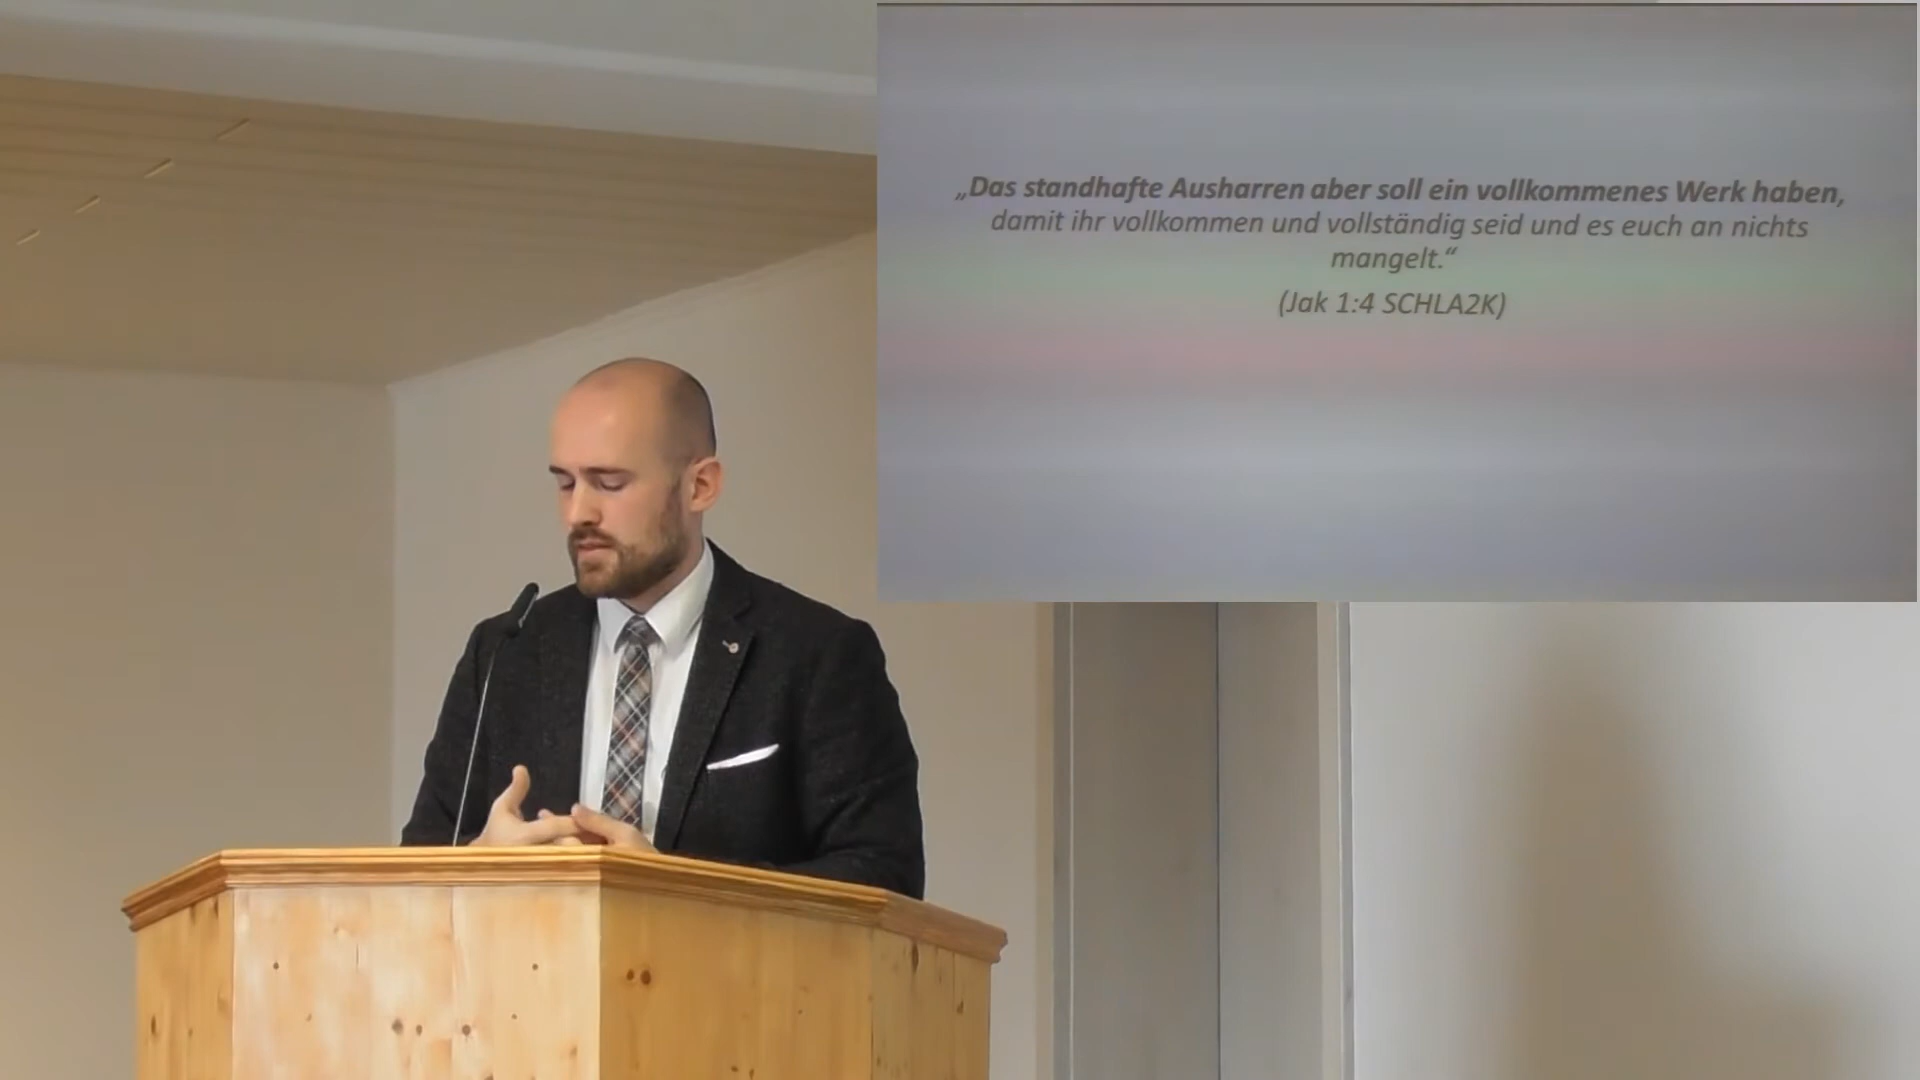 „Das standhafte Ausharren aber soll ein vollkommenes Werk haben,
damit ihr vollkommen und vollständig seid und es euch an nichts
mangelt.“
(Jak 1:4 SCHLA2K)